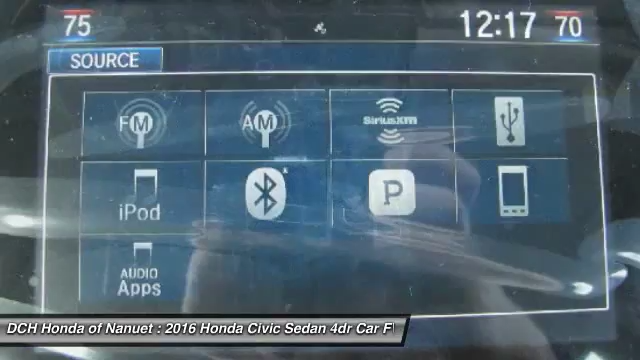 75 12:17 70
SOURCE
FM AM SiriusXM
iPod P
AUDIO
Apps
DCH Honda of Nanuet : 2016 Honda Civic Sedan 4dr Car